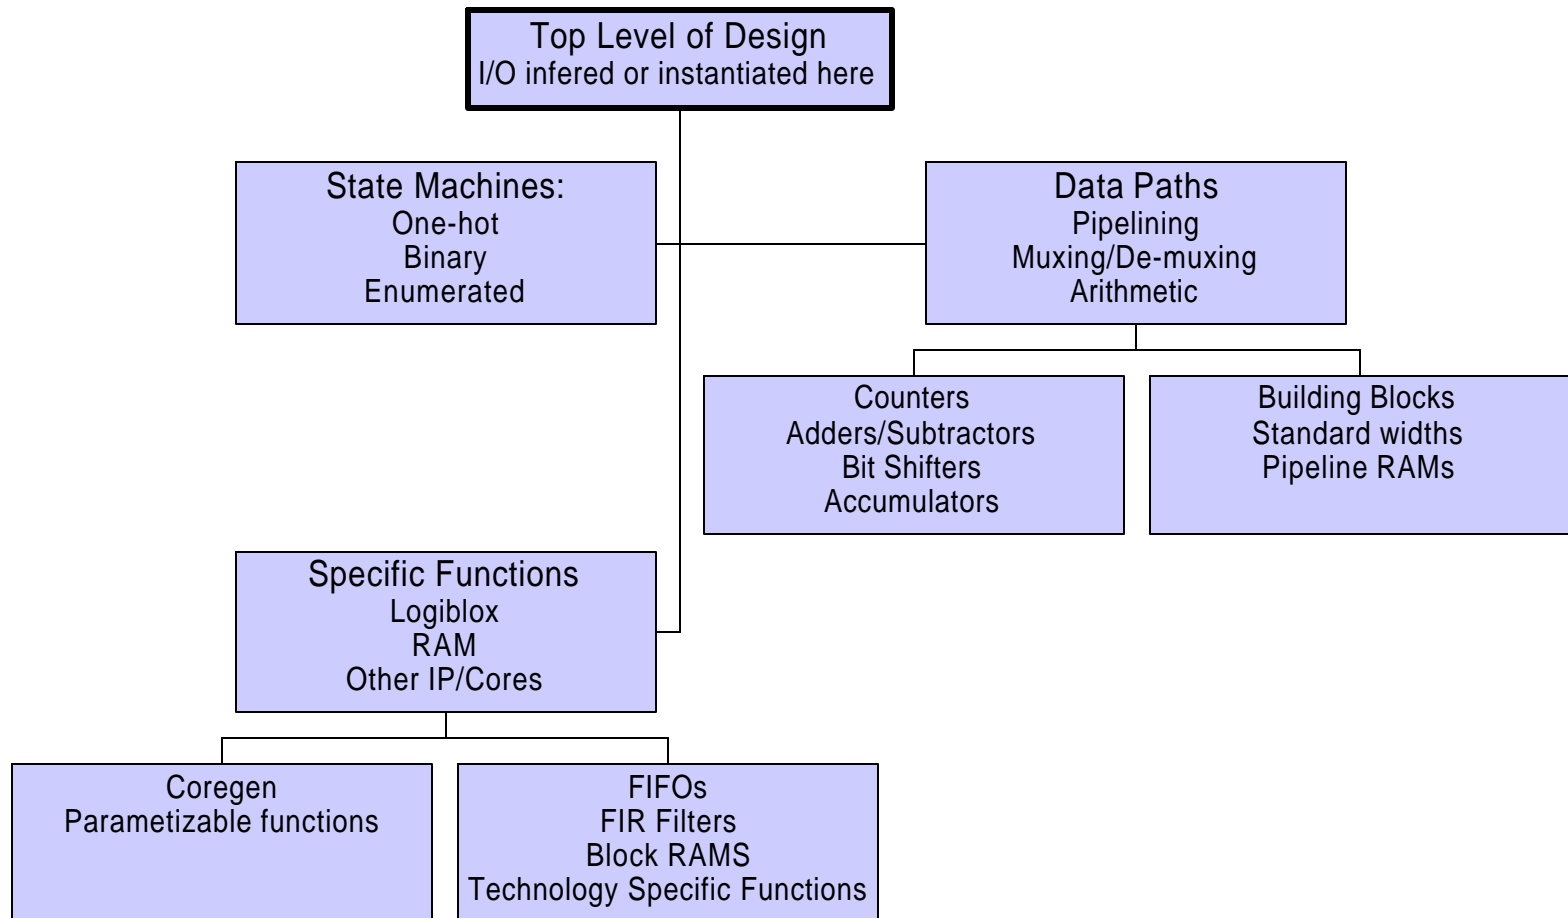 Top Level of Design
I/O infered or instantiated here
State Machines:
One-hot
Binary
Enumerated
Data Paths
Pipelining
Muxing/De-muxing
Arithmetic
Counters
Adders/Subtractors
Bit Shifters
Accumulators
Building Blocks
Standard widths
Pipeline RAMs
Specific Functions
Logiblox
RAM
Other IP/Cores
Coregen
Parametizable functions
FIFOs
FIR Filters
Block RAMS
Technology Specific Functions